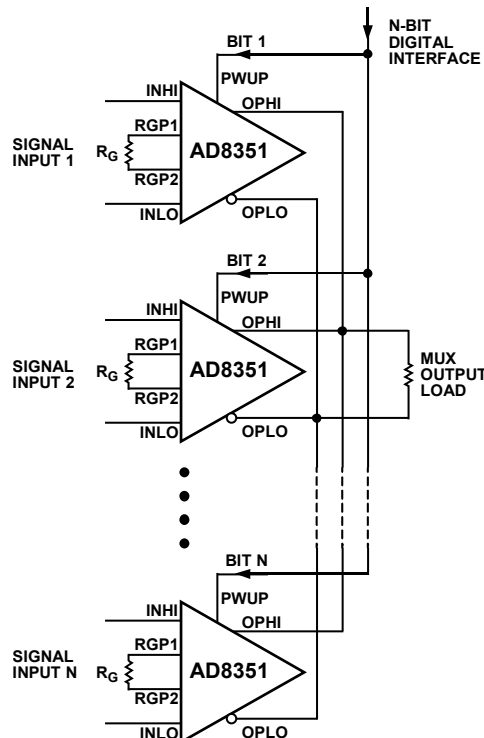 N-BIT
DIGITAL
INTERFACE
BIT 1
PWUP
INHI
OPHI
RGP1
SIGNAL
INPUT 1
RG
AD8351
RGP2
INLO
OPLO
BIT 2
PWUP
INHI
OPHI
RGP1
SIGNAL
INPUT 2
RG
AD8351
RGP2
INLO
OPLO
MUX
OUTPUT
LOAD
BIT N
PWUP
INHI
OPHI
RGP1
SIGNAL
INPUT N
RG
AD8351
RGP2
INLO
OPLO